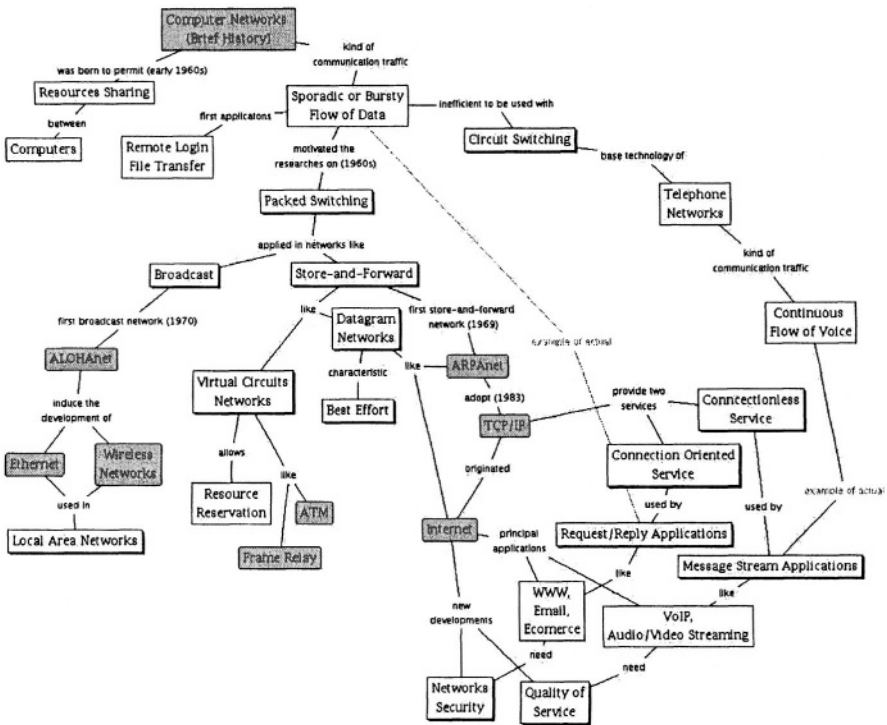 Computer Networks
(Brief History)
kind of
communication traffic
was born to permit (early 1960s)
Resources Sharing
between
Computers
first applicaions
Sporadic or Bursty
Flow of Data
inefficient to be used with
Remote Login
File Transfer
Circuit Switching
motivated the
researches on (1960s)
base technology of
Packed Switching
Telephone
Networks
applied in networks like
kind of
communication traffic
Broadcast
Store-and-Forward
first broadcast network (1970)
like
Datagram
Networks
first store-and-forward
network (1969)
Continuous
Flow of Voice
example of actual
ALOHAnet
Virtual Circuits
Networks
characteristic
like
ARPAnet
induce the
development of
Best Effort
adopt (1983)
provide two
services
Conncectionless
Service
TCP/IP
Ethernet
Wireless
Networks
allows
like
originated
Connection Oriented
Service
used in
Resource
Reservation
ATM
used by
used by
example of actual
Local Area Networks
Frame Relay
Internet
principal
applications
Request/Reply Applications
Message Stream Applications
like
like
new
developments
WWW,
Email,
Ecomerce
VoIP,
Audio/Video Streaming
need
need
Networks
Security
Quality of
Service